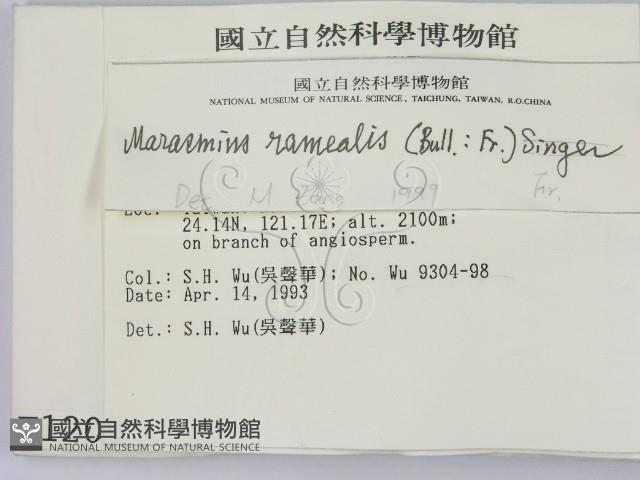 國立自然科學博物館
國立自然科學博物館
NATIONAL MUSEUM OF NATURAL SCIENCE, TAICHUNG, TAIWAN, R.O.CHINA
Marasmius ramealis (Bull. : Fr.) Singer
Det. M 1999 Fr.
24.14N, 121.17E; alt. 2100m;
on branch of angiosperm.
Col.: S.H. Wu(吳聲華); No. Wu 9304-98
Date: Apr. 14, 1993
Det.: S.H. Wu(吳聲華)
120
國立自然科學博物館
NATIONAL MUSEUM OF NATURAL SCIENCE